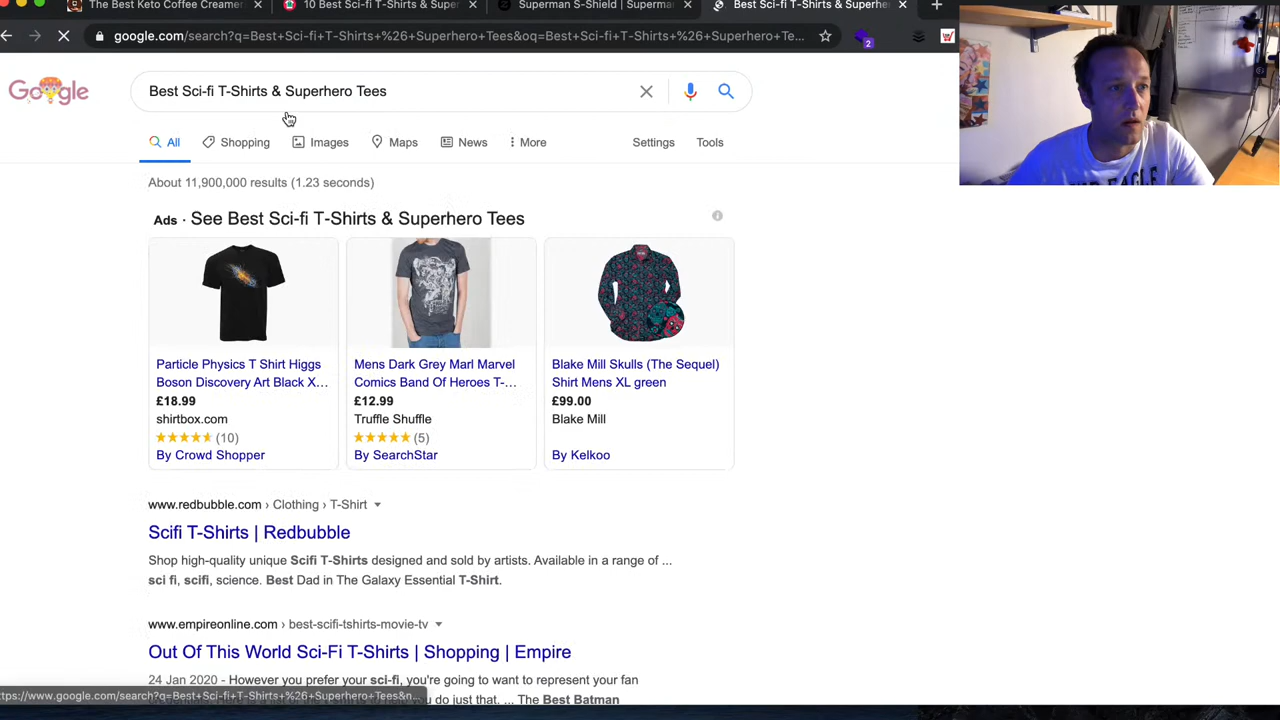 The Best Keto Coffee Creamer
10 Best Sci-fi T-Shirts & Super
Superman S-Shield | Superman
Best Sci-fi T-Shirts & Superhe
google.com/search?q=Best+Sci-fi+T-Shirts+%26+Superhero+Tees&oq=Best+Sci-fi+T-Shirts+%26+Superhero+Te...
2
Google
Best Sci-fi T-Shirts & Superhero Tees
All
Shopping
Images
Maps
News
More
Settings
Tools
About 11,900,000 results (1.23 seconds)
Ads · See Best Sci-fi T-Shirts & Superhero Tees
Particle Physics T Shirt Higgs
Boson Discovery Art Black X...
£18.99
shirtbox.com
(10)
By Crowd Shopper
Mens Dark Grey Marl Marvel
Comics Band Of Heroes T-...
£12.99
Truffle Shuffle
(5)
By SearchStar
Blake Mill Skulls (The Sequel)
Shirt Mens XL green
£99.00
Blake Mill
By Kelkoo
www.redbubble.com › Clothing › T-Shirt
Scifi T-Shirts | Redbubble
Shop high-quality unique Scifi T-Shirts designed and sold by artists. Available in a range of ...
sci fi, scifi, science. Best Dad in The Galaxy Essential T-Shirt.
www.empireonline.com › best-scifi-tshirts-movie-tv
Out Of This World Sci-Fi T-Shirts | Shopping | Empire
24 Jan 2020 - However you prefer your sci-fi, you're going to want to represent your fan
do just that. ... The Best Batman
ttps://www.google.com/search?q=Best+Sci-fi+T-Shirts+%26+Superhero+Tees&n...